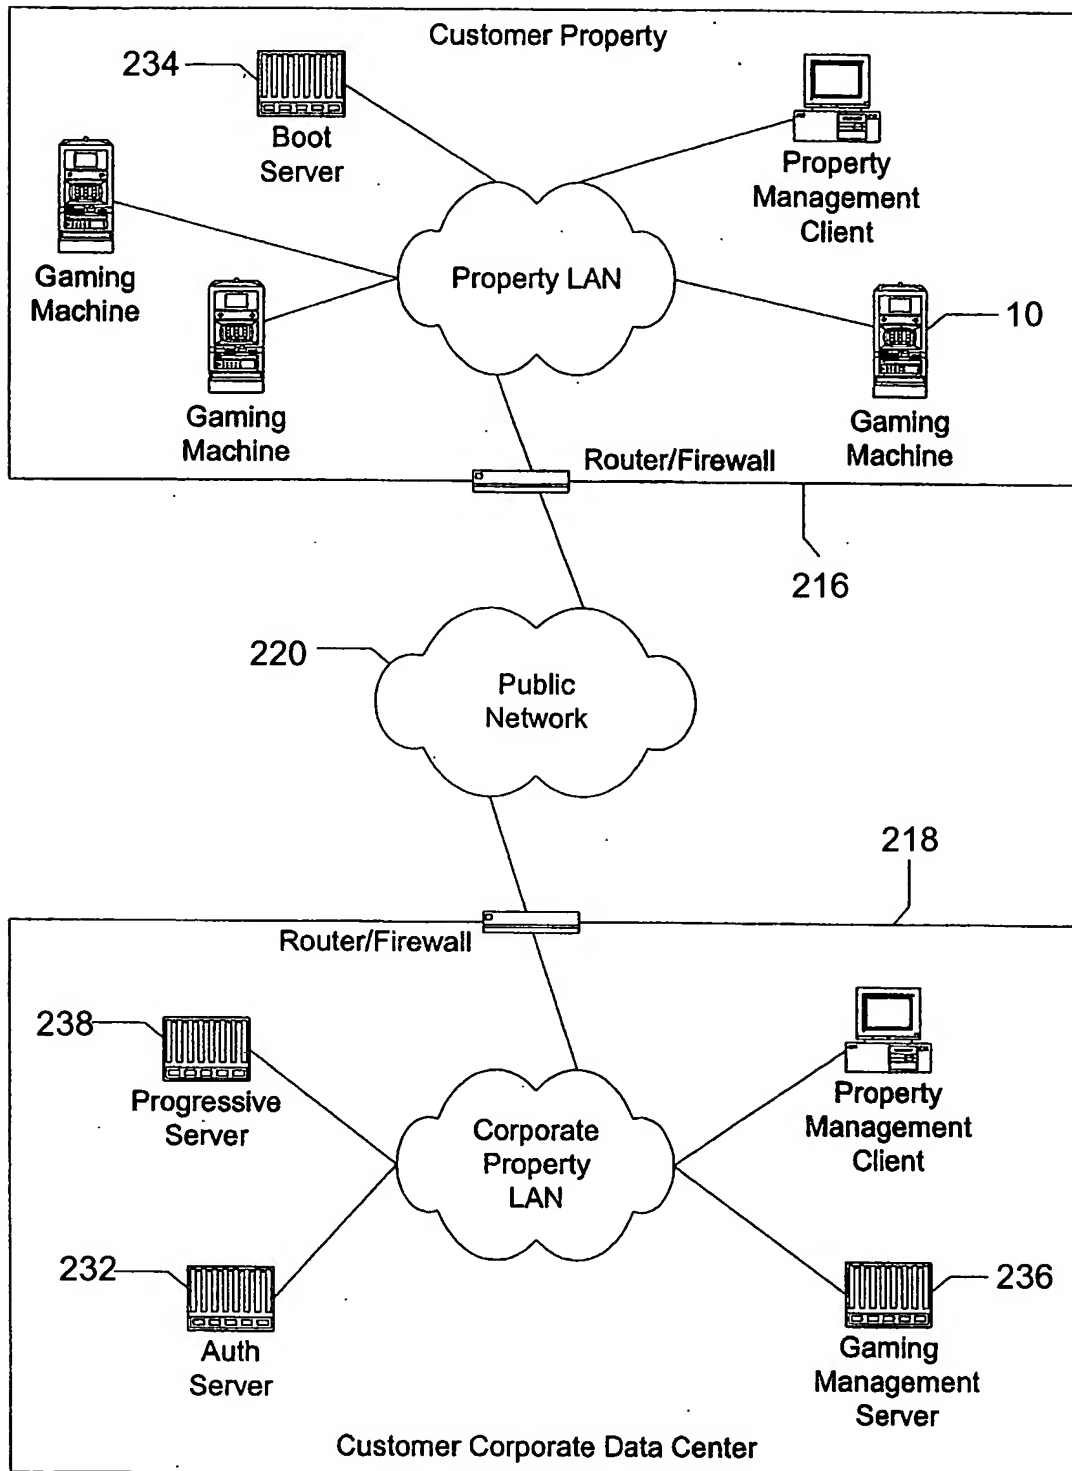 Customer Property
234
Boot
Server
Property
Management
Client
Gaming
Machine
Property LAN
10
Gaming
Machine
Gaming
Machine
Router/Firewall
216
220
Public
Network
218
Router/Firewall
238
Progressive
Server
Property
Management
Client
Corporate
Property
LAN
232
Auth
Server
236
Gaming
Management
Server
Customer Corporate Data Center